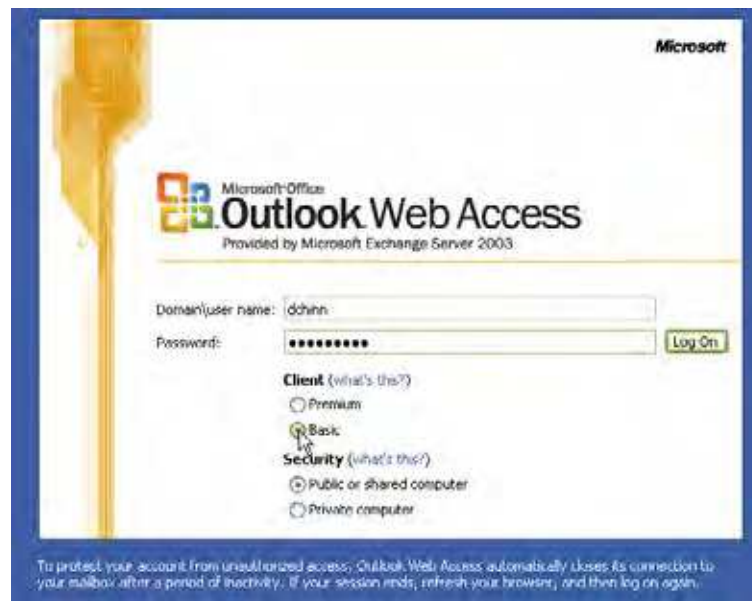 Microsoft
Microsoft Office
Outlook Web Access
Provided by Microsoft Exchange Server 2003
Domain\user name: dchinn
Password: ●●●●●●●●● Log On
Client (what's this?)
Premium
Basic
Security (what's this?)
Public or shared computer
Private computer
To protect your account from unauthorized access, Outlook Web Access automatically closes its connection to
your mailbox after a period of inactivity. If your session ends, refresh your browser, and then log on again.